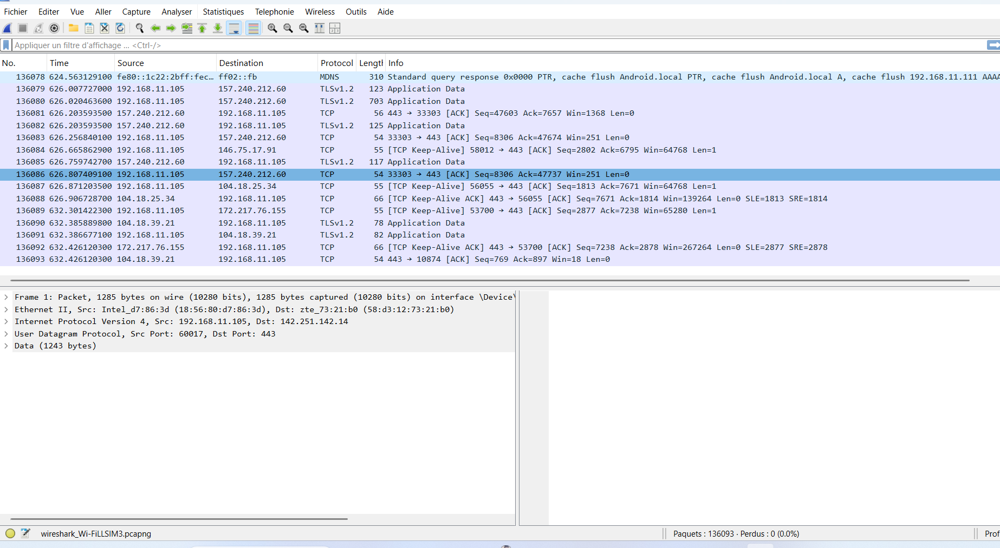 Fichier Editer Vue Aller Capture Analyser Statistiques Telephonie Wireless Outils Aide
Appliquer un filtre d'affichage ... <Ctrl-/>
No. Time Source Destination Protocol Length Info
136078 624.563129100 fe80::1c22:2bff:fec… ff02::fb MDNS 310 Standard query response 0x0000 PTR, cache flush Android.local PTR, cache flush Android.local A, cache flush 192.168.11.111 AAAA
136079 626.007727000 192.168.11.105 157.240.212.60 TLSv1.2 123 Application Data
136080 626.020463600 192.168.11.105 157.240.212.60 TLSv1.2 703 Application Data
136081 626.203593500 157.240.212.60 192.168.11.105 TCP 56 443 → 33303 [ACK] Seq=47603 Ack=7657 Win=1368 Len=0
136082 626.203593500 157.240.212.60 192.168.11.105 TLSv1.2 125 Application Data
136083 626.256840100 192.168.11.105 157.240.212.60 TCP 54 33303 → 443 [ACK] Seq=8306 Ack=47674 Win=251 Len=0
136084 626.665862900 192.168.11.105 146.75.17.91 TCP 55 [TCP Keep-Alive] 58012 → 443 [ACK] Seq=2802 Ack=6795 Win=64768 Len=1
136085 626.759742700 157.240.212.60 192.168.11.105 TLSv1.2 117 Application Data
136086 626.807409100 192.168.11.105 157.240.212.60 TCP 54 33303 → 443 [ACK] Seq=8306 Ack=47737 Win=251 Len=0
136087 626.871203500 192.168.11.105 104.18.25.34 TCP 55 [TCP Keep-Alive] 56055 → 443 [ACK] Seq=1813 Ack=7671 Win=64768 Len=1
136088 626.906728700 104.18.25.34 192.168.11.105 TCP 66 [TCP Keep-Alive ACK] 443 → 56055 [ACK] Seq=7671 Ack=1814 Win=139264 Len=0 SLE=1813 SRE=1814
136089 632.301422300 192.168.11.105 172.217.76.155 TCP 55 [TCP Keep-Alive] 53700 → 443 [ACK] Seq=2877 Ack=7238 Win=65280 Len=1
136090 632.385889800 104.18.39.21 192.168.11.105 TLSv1.2 78 Application Data
136091 632.386677100 192.168.11.105 104.18.39.21 TLSv1.2 82 Application Data
136092 632.426120300 172.217.76.155 192.168.11.105 TCP 66 [TCP Keep-Alive ACK] 443 → 53700 [ACK] Seq=7238 Ack=2878 Win=267264 Len=0 SLE=2877 SRE=2878
136093 632.426120300 104.18.39.21 192.168.11.105 TCP 54 443 → 10874 [ACK] Seq=769 Ack=897 Win=18 Len=0
Frame 1: Packet, 1285 bytes on wire (10280 bits), 1285 bytes captured (10280 bits) on interface \Device\
Ethernet II, Src: Intel_d7:86:3d (18:56:80:d7:86:3d), Dst: zte_73:21:b0 (58:d3:12:73:21:b0)
Internet Protocol Version 4, Src: 192.168.11.105, Dst: 142.251.142.14
User Datagram Protocol, Src Port: 60017, Dst Port: 443
Data (1243 bytes)
wireshark_Wi-FiLLSIM3.pcapng Paquets : 136093 · Perdus : 0 (0.0%) Prof